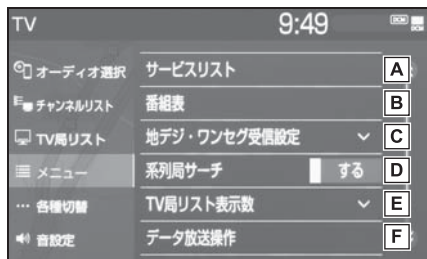 TV
9:49
オーディオ選択
サービスリスト
A
チャンネルリスト
番組表
B
TV局リスト
地デジ・ワンセグ受信設定
C
メニュー
系列局サーチ
する
D
各種切替
TV局リスト表示数
E
音設定
データ放送操作
F